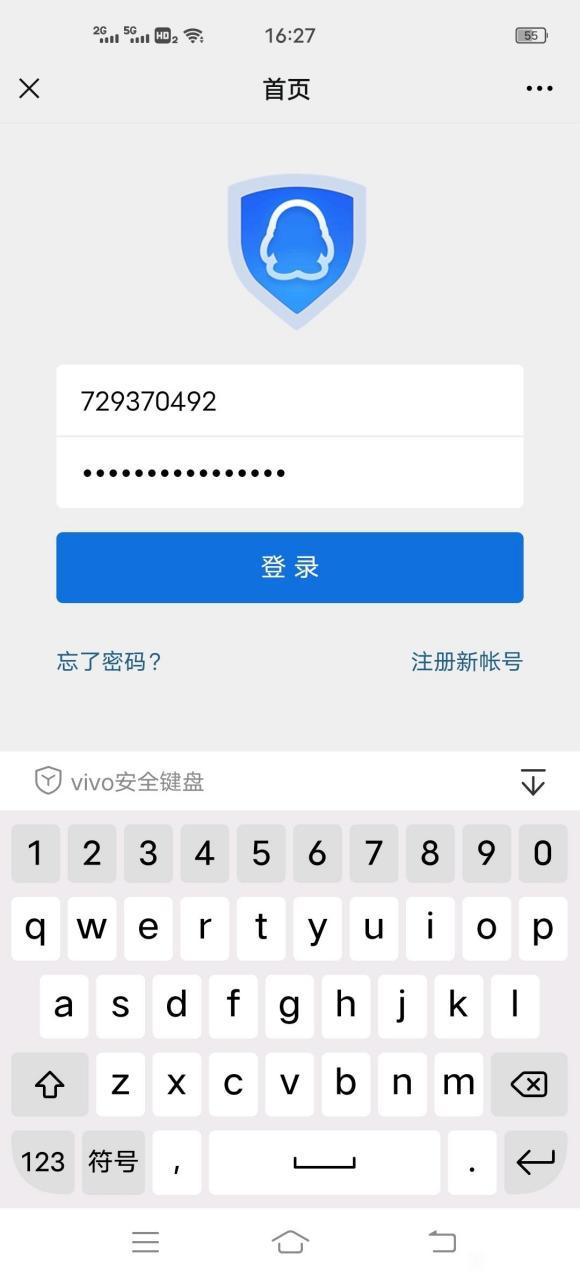 2G 5G HD2 16:27 55
首页
729370492
••••••••••••••••
登录
忘了密码？ 注册新帐号
vivo安全键盘
1 2 3 4 5 6 7 8 9 0
q w e r t y u i o p
a s d f g h j k l
z x c v b n m
123 符号 , .